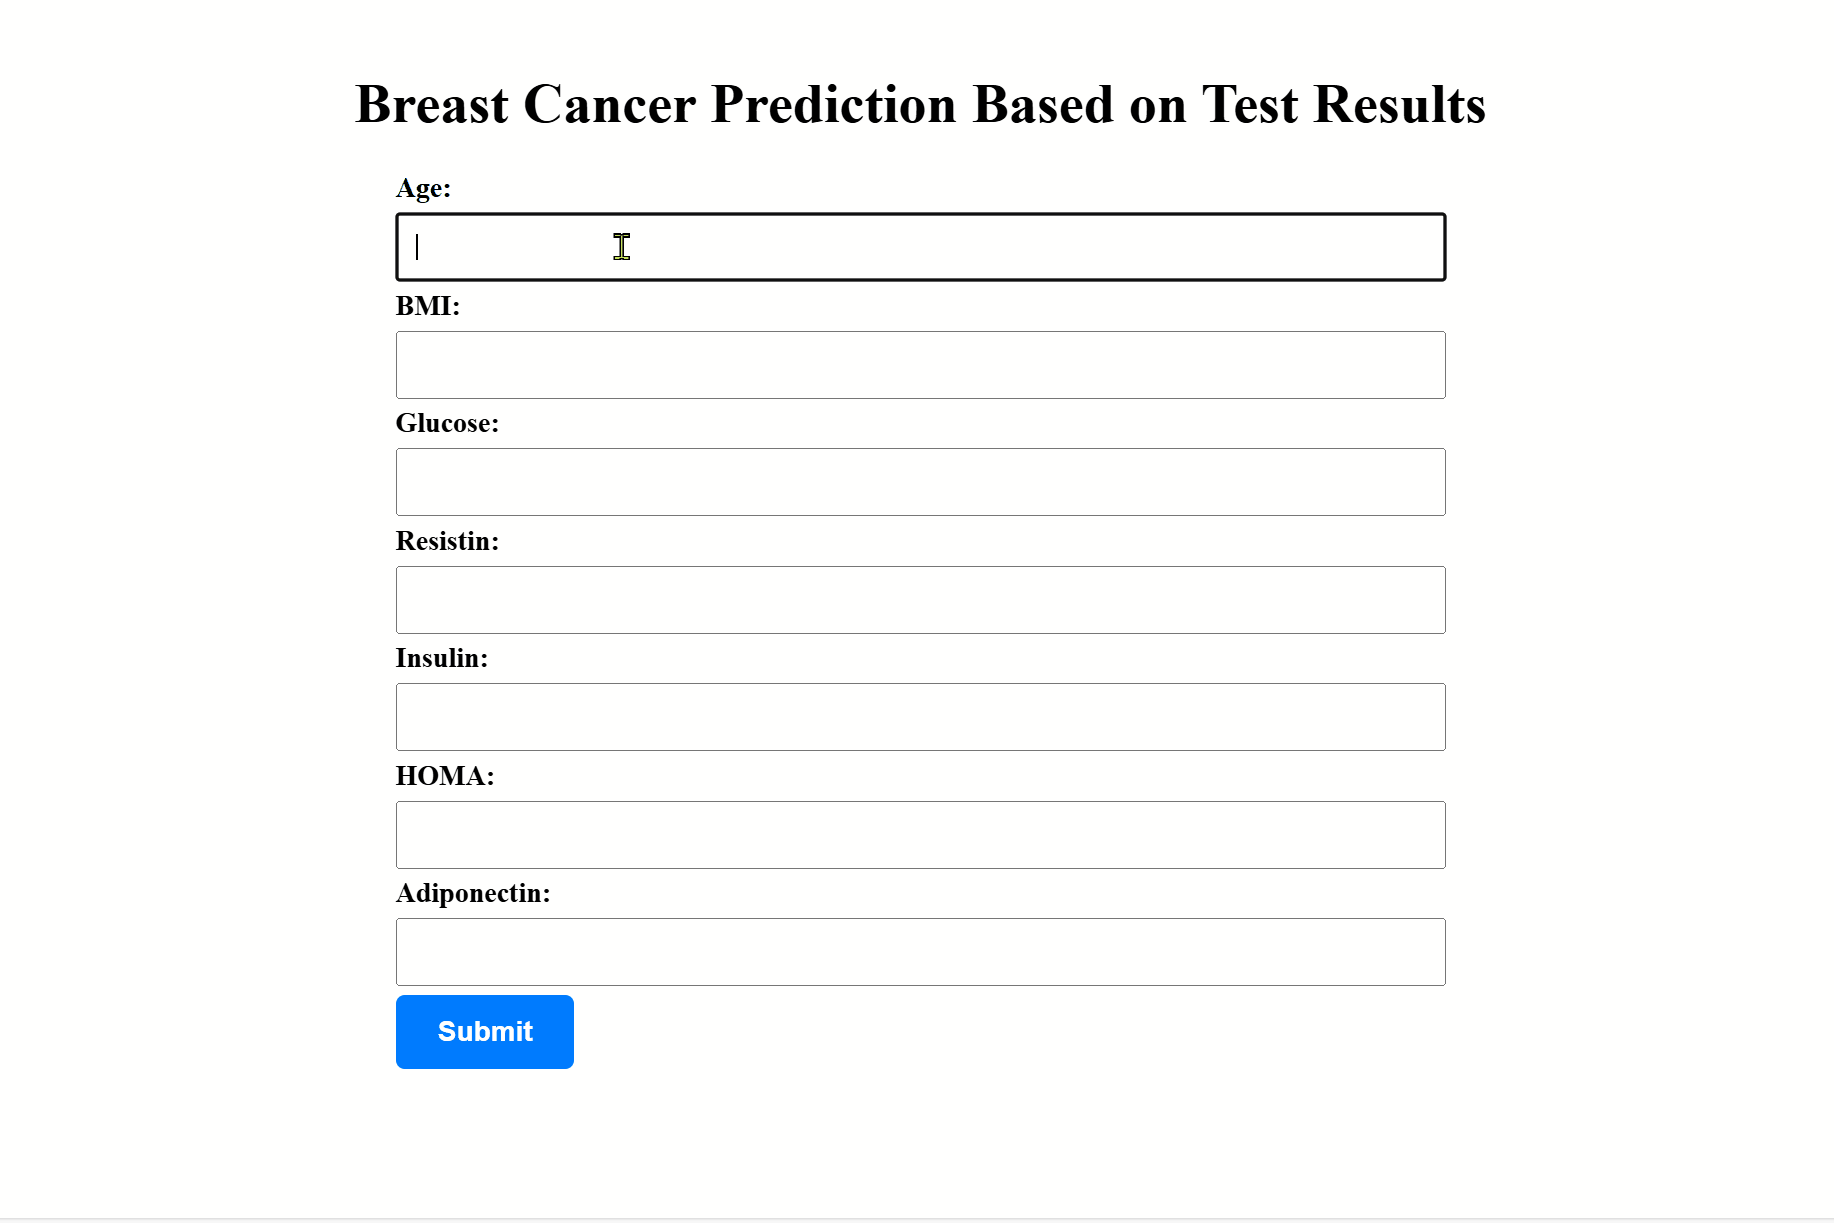 Breast Cancer Prediction Based on Test Results
Age:
BMI:
Glucose:
Resistin:
Insulin:
HOMA:
Adiponectin:
Submit